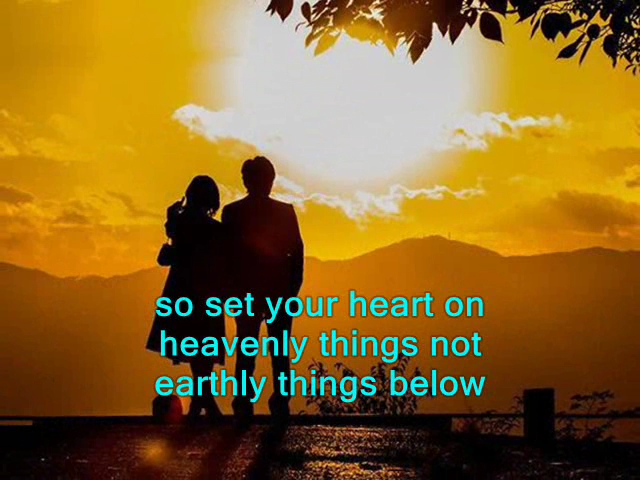 so set your heart on
heavenly things not
earthly things below